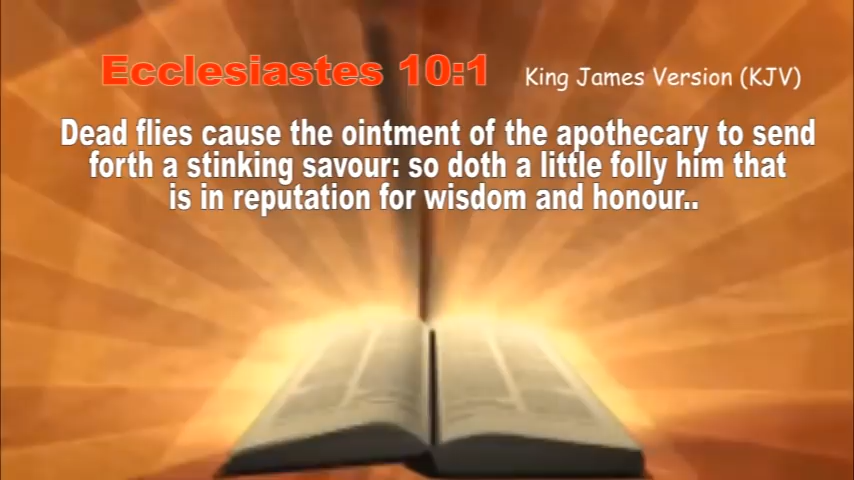 Ecclesiastes 10:1 King James Version (KJV)
Dead flies cause the ointment of the apothecary to send
forth a stinking savour: so doth a little folly him that
is in reputation for wisdom and honour..